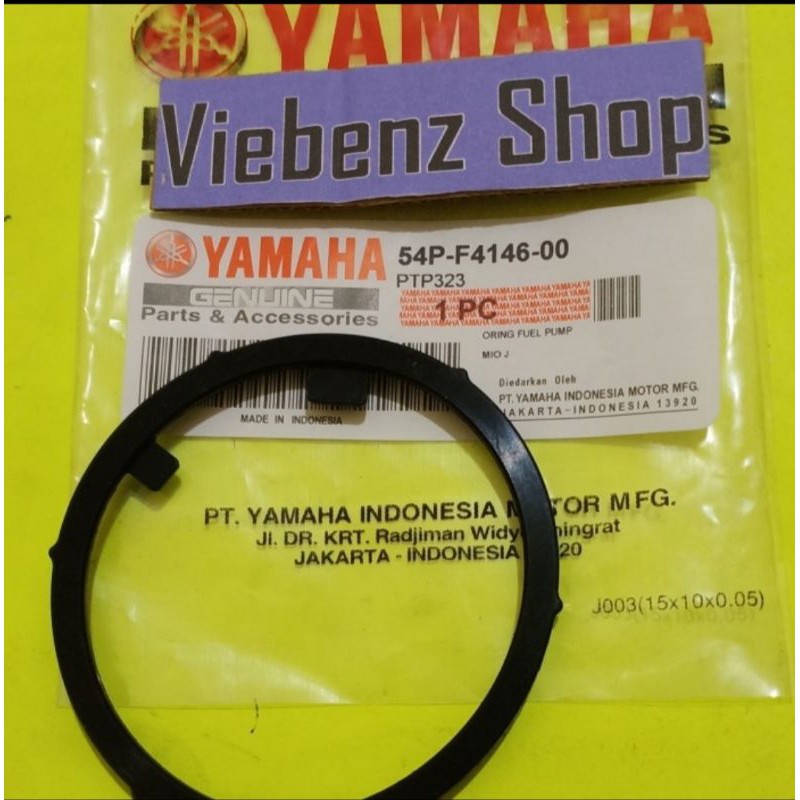 YAMAHA
Viebenz Shop
YAMAHA
GENUINE
Parts & Accessories
54P-F4146-00
PTP323
1 PC
ORING FUEL PUMP
MIO J
Diedarkan Oleh
PT. YAMAHA INDONESIA MOTOR MFG.
JAKARTA-INDONESIA 13920
MADE IN INDONESIA
PT. YAMAHA INDONESIA MOTOR MFG.
Jl. DR. KRT. Radjiman
JAKARTA - INDONESIA
J003(15x10x0.05)